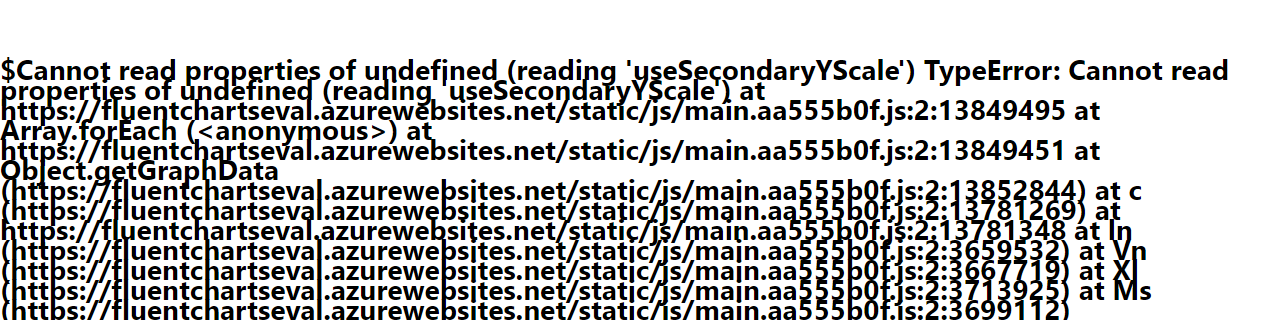 $Cannot read properties of undefined (reading 'useSecondaryYScale') TypeError: Cannot read
properties of undefined (reading 'useSecondaryYScale') at
https://fluentchartseval.azurewebsites.net/static/js/main.aa555b0f.js:2:13849495 at
Array.forEach (<anonymous>) at
https://fluentchartseval.azurewebsites.net/static/js/main.aa555b0f.js:2:13849451 at
Object.getGraphData
(https://fluentchartseval.azurewebsites.net/static/js/main.aa555b0f.js:2:13852844) at c
(https://fluentchartseval.azurewebsites.net/static/js/main.aa555b0f.js:2:13781269) at
https://fluentchartseval.azurewebsites.net/static/js/main.aa555b0f.js:2:13781348 at ln
(https://fluentchartseval.azurewebsites.net/static/js/main.aa555b0f.js:2:3659532) at Vn
(https://fluentchartseval.azurewebsites.net/static/js/main.aa555b0f.js:2:3667719) at Xl
(https://fluentchartseval.azurewebsites.net/static/js/main.aa555b0f.js:2:3713925) at Ms
(https://fluentchartseval.azurewebsites.net/static/js/main.aa555b0f.js:2:3699112)